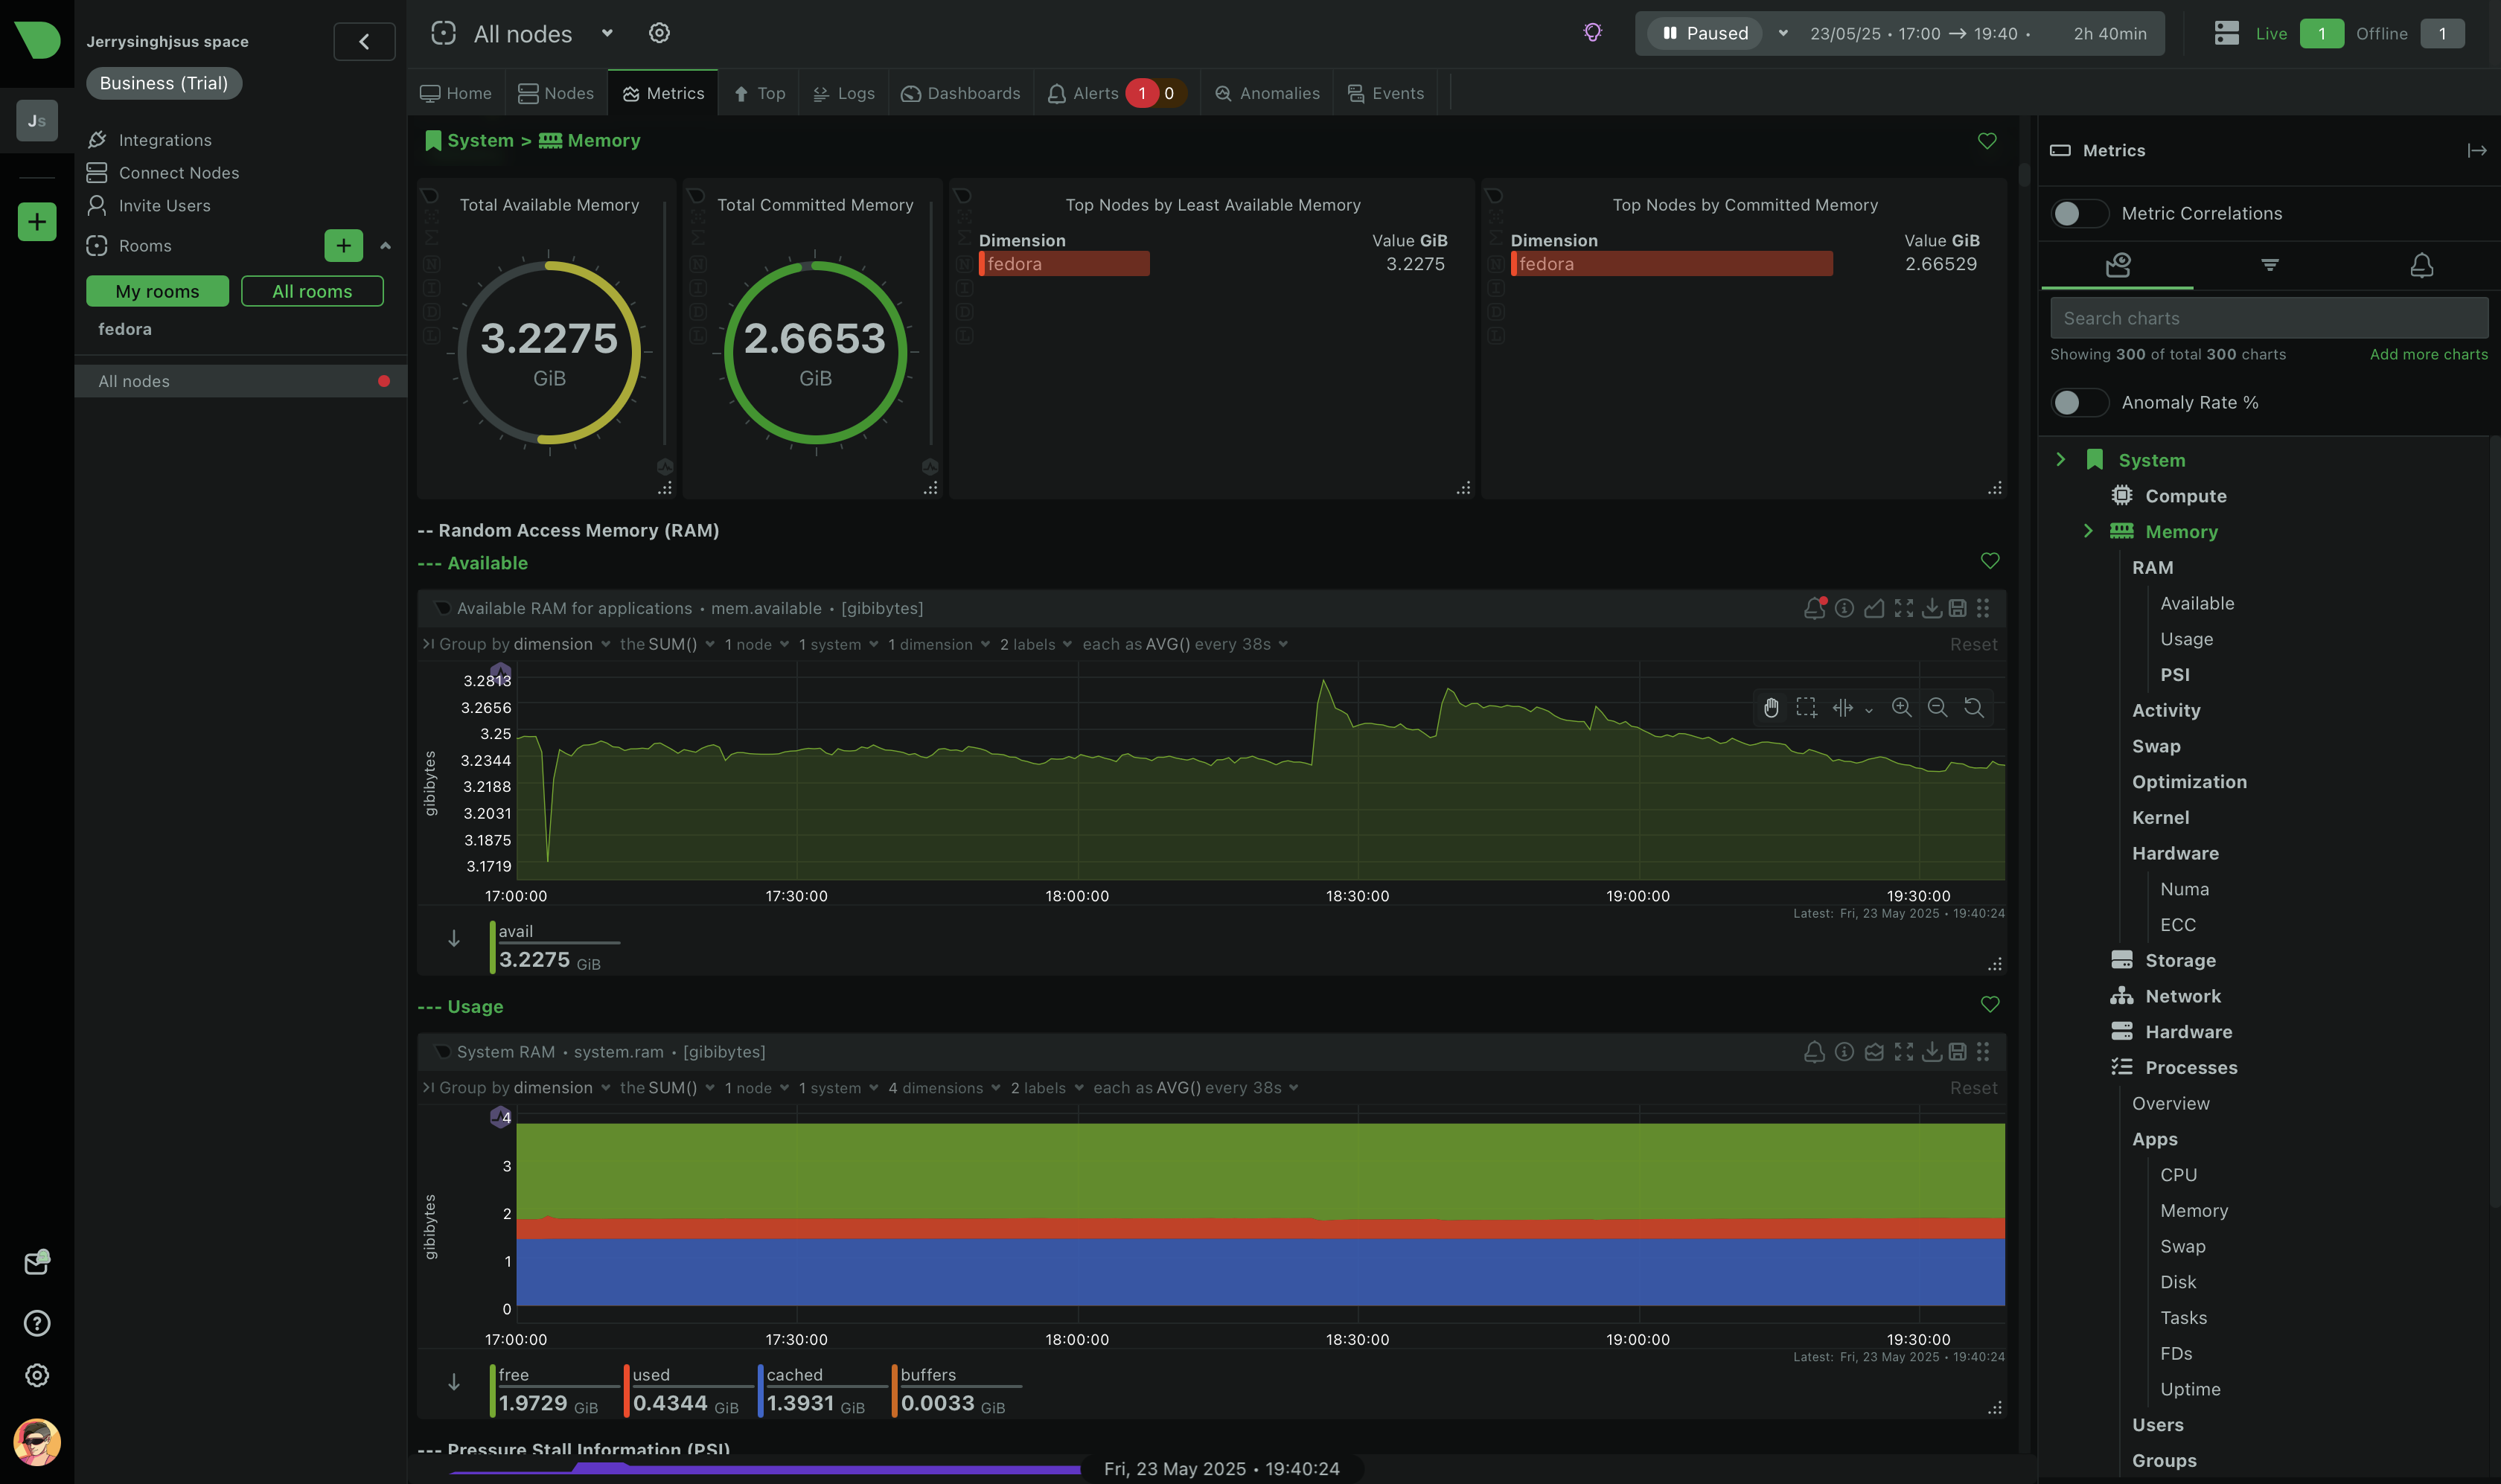 Jerrysinghjsus space
Business (Trial)
Js
Integrations
Connect Nodes
Invite Users
Rooms
My rooms
All rooms
fedora
All nodes
All nodes
Paused
23/05/25 • 17:00 → 19:40 •
2h 40min
Live
1
Offline
1
Home
Nodes
Metrics
Top
Logs
Dashboards
Alerts
1
0
Anomalies
Events
System > Memory
Total Available Memory
N
I
D
L
3.2275
GiB
Total Committed Memory
N
I
D
L
2.6653
GiB
Top Nodes by Least Available Memory
N
I
D
L
Dimension
Value GiB
fedora
3.2275
Top Nodes by Committed Memory
N
I
D
L
Dimension
Value GiB
fedora
2.66529
-- Random Access Memory (RAM)
--- Available
Available RAM for applications • mem.available • [gibibytes]
Group by dimension the SUM() 1 node 1 system 1 dimension 2 labels each as AVG() every 38s
Reset
gibibytes
3.2813
3.2656
3.25
3.2344
3.2188
3.2031
3.1875
3.1719
17:00:00
17:30:00
18:00:00
18:30:00
19:00:00
19:30:00
Latest: Fri, 23 May 2025 • 19:40:24
avail
3.2275 GiB
--- Usage
System RAM • system.ram • [gibibytes]
Group by dimension the SUM() 1 node 1 system 4 dimensions 2 labels each as AVG() every 38s
Reset
gibibytes
4
3
2
1
0
17:00:00
17:30:00
18:00:00
18:30:00
19:00:00
19:30:00
Latest: Fri, 23 May 2025 • 19:40:24
free
1.9729 GiB
used
0.4344 GiB
cached
1.3931 GiB
buffers
0.0033 GiB
--- Pressure Stall Information (PSI)
Fri, 23 May 2025 • 19:40:24
Metrics
Metric Correlations
Search charts
Showing 300 of total 300 charts
Add more charts
Anomaly Rate %
System
Compute
Memory
RAM
Available
Usage
PSI
Activity
Swap
Optimization
Kernel
Hardware
Numa
ECC
Storage
Network
Hardware
Processes
Overview
Apps
CPU
Memory
Swap
Disk
Tasks
FDs
Uptime
Users
Groups